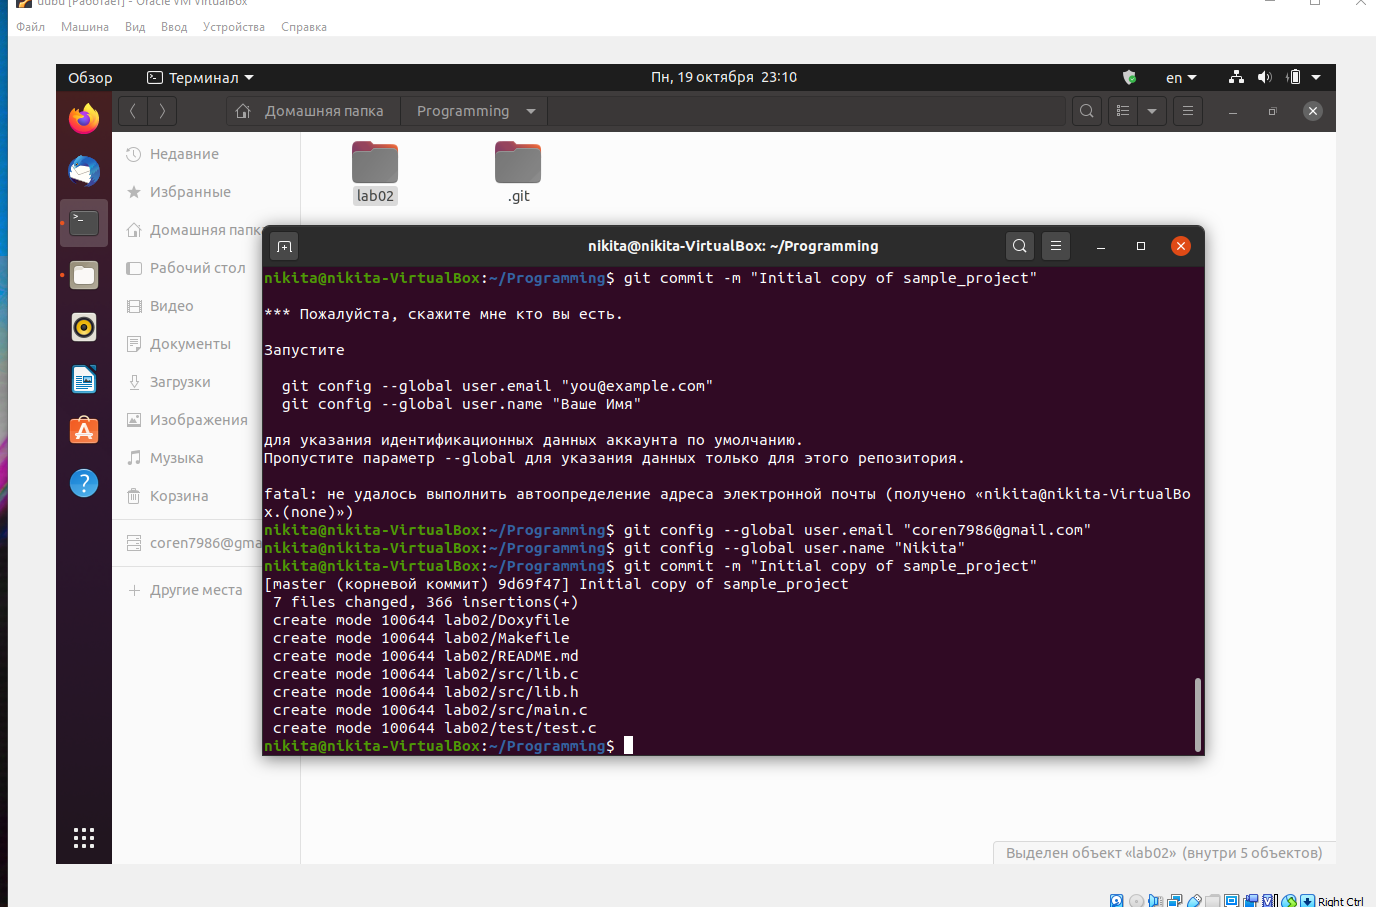 dubu [Работает] - Oracle VM VirtualBox
Файл Машина Вид Ввод Устройства Справка
Обзор Терминал Пн, 19 октября 23:10 en
Домашняя папка Programming
Недавние
Избранные
Домашняя папк
Рабочий стол
Видео
Документы
Загрузки
Изображения
Музыка
Корзина
coren7986@gma
Другие места
lab02 .git
nikita@nikita-VirtualBox: ~/Programming
nikita@nikita-VirtualBox:~/Programming$ git commit -m "Initial copy of sample_project"
*** Пожалуйста, скажите мне кто вы есть.
Запустите
git config --global user.email "you@example.com"
git config --global user.name "Ваше Имя"
для указания идентификационных данных аккаунта по умолчанию.
Пропустите параметр --global для указания данных только для этого репозитория.
fatal: не удалось выполнить автоопределение адреса электронной почты (получено «nikita@nikita-VirtualBo
x.(none)»)
nikita@nikita-VirtualBox:~/Programming$ git config --global user.email "coren7986@gmail.com"
nikita@nikita-VirtualBox:~/Programming$ git config --global user.name "Nikita"
nikita@nikita-VirtualBox:~/Programming$ git commit -m "Initial copy of sample_project"
[master (корневой коммит) 9d69f47] Initial copy of sample_project
7 files changed, 366 insertions(+)
create mode 100644 lab02/Doxyfile
create mode 100644 lab02/Makefile
create mode 100644 lab02/README.md
create mode 100644 lab02/src/lib.c
create mode 100644 lab02/src/lib.h
create mode 100644 lab02/src/main.c
create mode 100644 lab02/test/test.c
nikita@nikita-VirtualBox:~/Programming$
Выделен объект «lab02» (внутри 5 объектов)
Right Ctrl